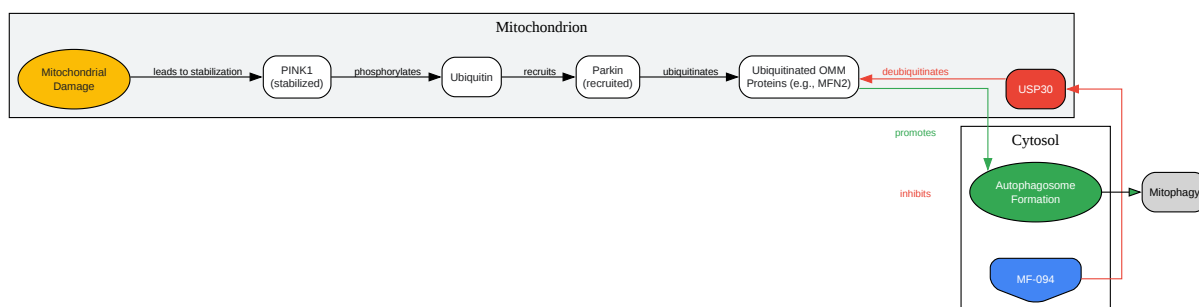 Mitochondrion
Mitochondrial
Damage
leads to stabilization
PINK1
(stabilized)
phosphorylates
Ubiquitin
recruits
Parkin
(recruited)
ubiquitinates
Ubiquitinated OMM
Proteins (e.g., MFN2)
deubiquitinates
USP30
promotes
Cytosol
inhibits
Autophagosome
Formation
Mitophagy
MF-094